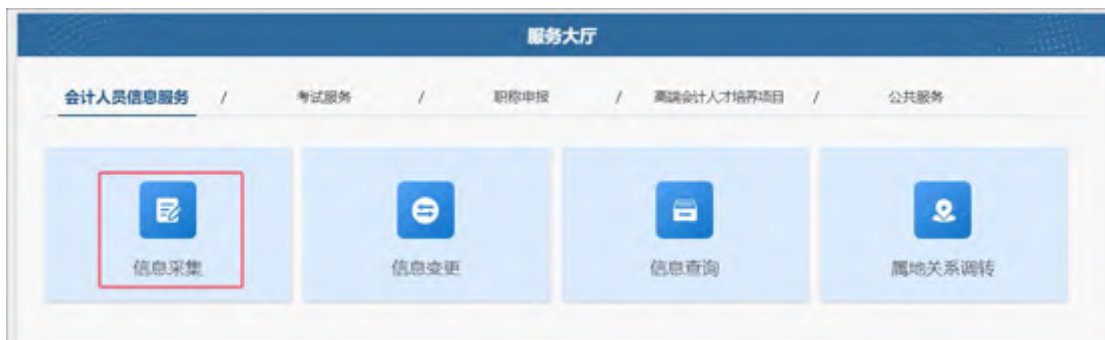 服务大厅
会计人员信息服务 / 考试服务 / 职称申报 / 高端会计人才培养项目 / 公共服务
信息采集 信息变更 信息查询 属地关系调转